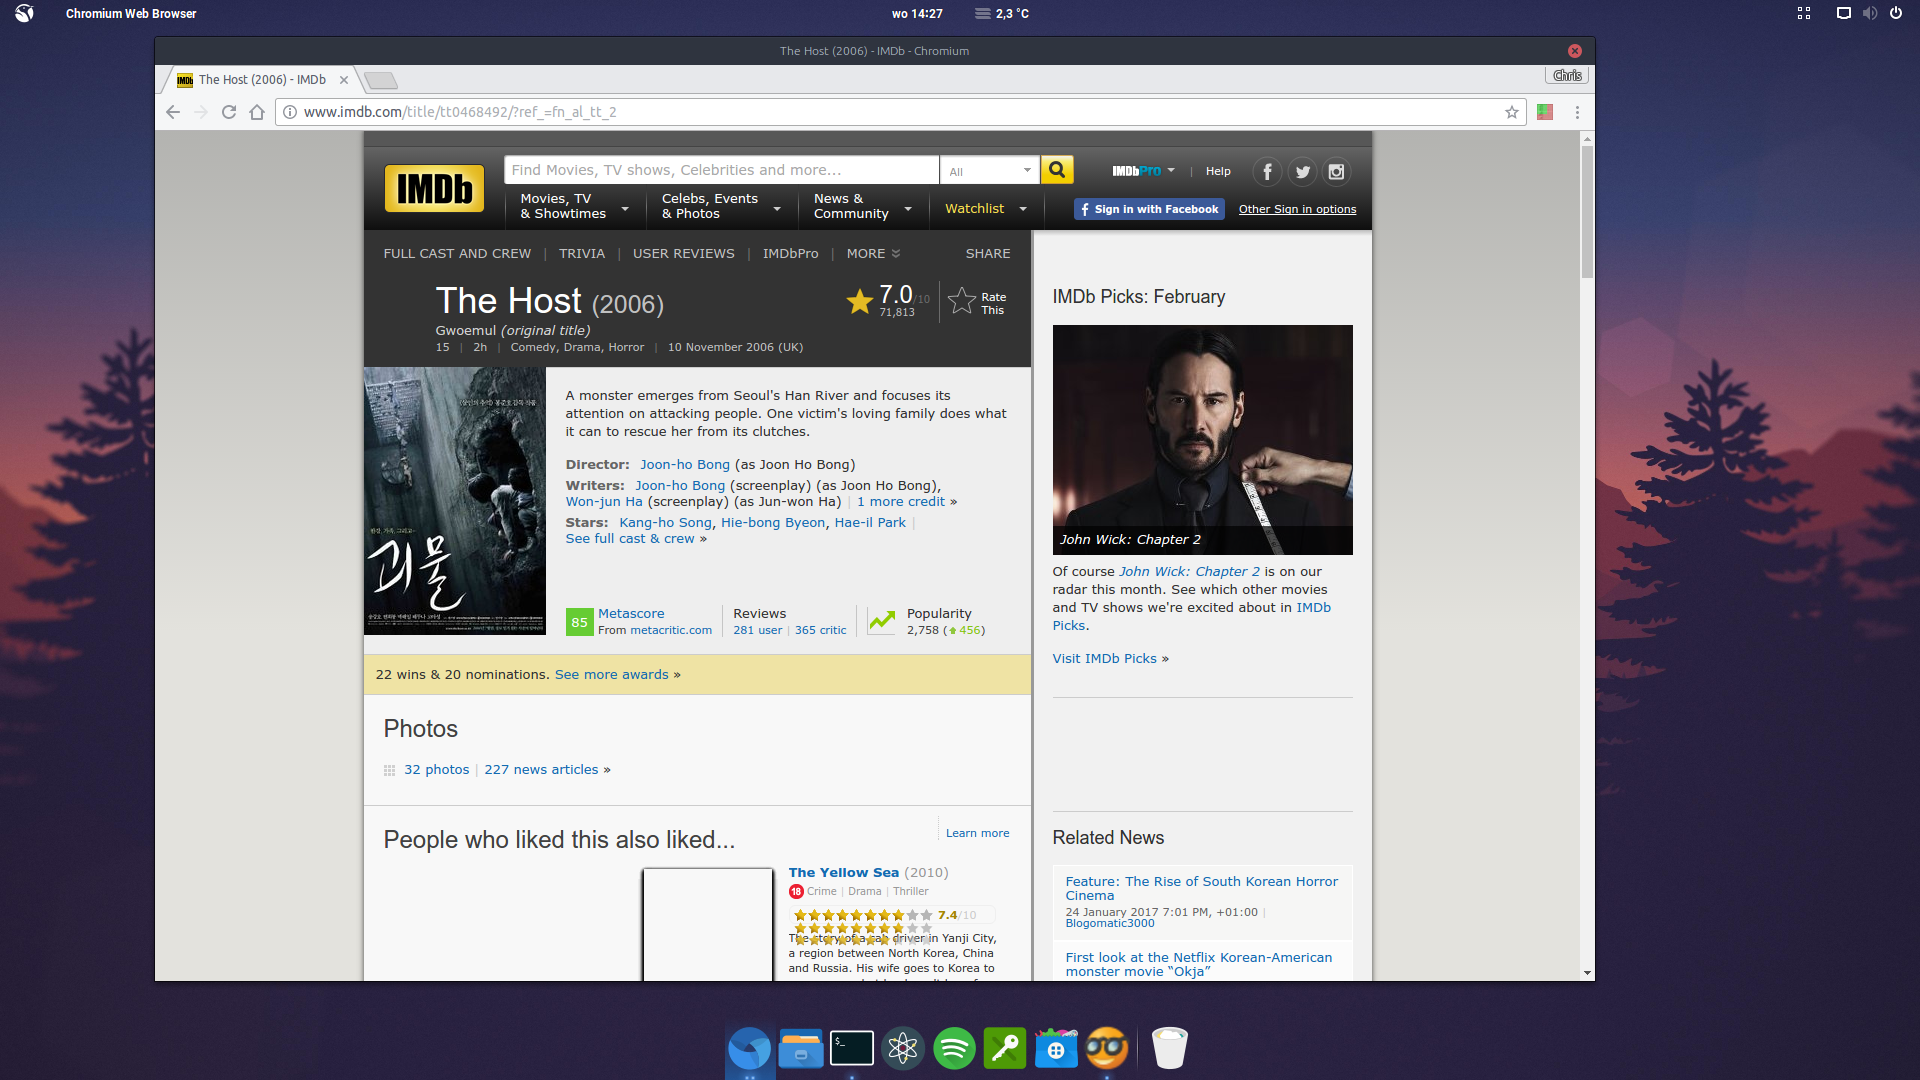 Chromium Web Browser
wo 14:27
2,3 °C
The Host (2006) - IMDb - Chromium
IMDb The Host (2006) - IMDb
Chris
www.imdb.com/title/tt0468492/?ref_=fn_al_tt_2
IMDb
Find Movies, TV shows, Celebrities and more...
All
IMDbPro | Help
Movies, TV & Showtimes
Celebs, Events & Photos
News & Community
Watchlist
f Sign in with Facebook
Other Sign in options
FULL CAST AND CREW | TRIVIA | USER REVIEWS | IMDbPro | MORE
SHARE
The Host (2006)
7.0/10
71,813
Rate This
Gwoemul (original title)
15 | 2h | Comedy, Drama, Horror | 10 November 2006 (UK)
괴물
A monster emerges from Seoul's Han River and focuses its
attention on attacking people. One victim's loving family does what
it can to rescue her from its clutches.
Director: Joon-ho Bong (as Joon Ho Bong)
Writers: Joon-ho Bong (screenplay) (as Joon Ho Bong),
Won-jun Ha (screenplay) (as Jun-won Ha) | 1 more credit »
Stars: Kang-ho Song, Hie-bong Byeon, Hae-il Park |
See full cast & crew »
85
Metascore
From metacritic.com
Reviews
281 user | 365 critic
Popularity
2,758 (456)
22 wins & 20 nominations. See more awards »
Photos
32 photos | 227 news articles »
People who liked this also liked...
Learn more
The Yellow Sea (2010)
18 Crime | Drama | Thriller
7.4/10
The story of a cab driver in Yanji City,
a region between North Korea, China
and Russia. His wife goes to Korea to
IMDb Picks: February
John Wick: Chapter 2
Of course John Wick: Chapter 2 is on our
radar this month. See which other movies
and TV shows we're excited about in IMDb
Picks.
Visit IMDb Picks »
Related News
Feature: The Rise of South Korean Horror
Cinema
24 January 2017 7:01 PM, +01:00 |
Blogomatic3000
First look at the Netflix Korean-American
monster movie “Okja”
$_